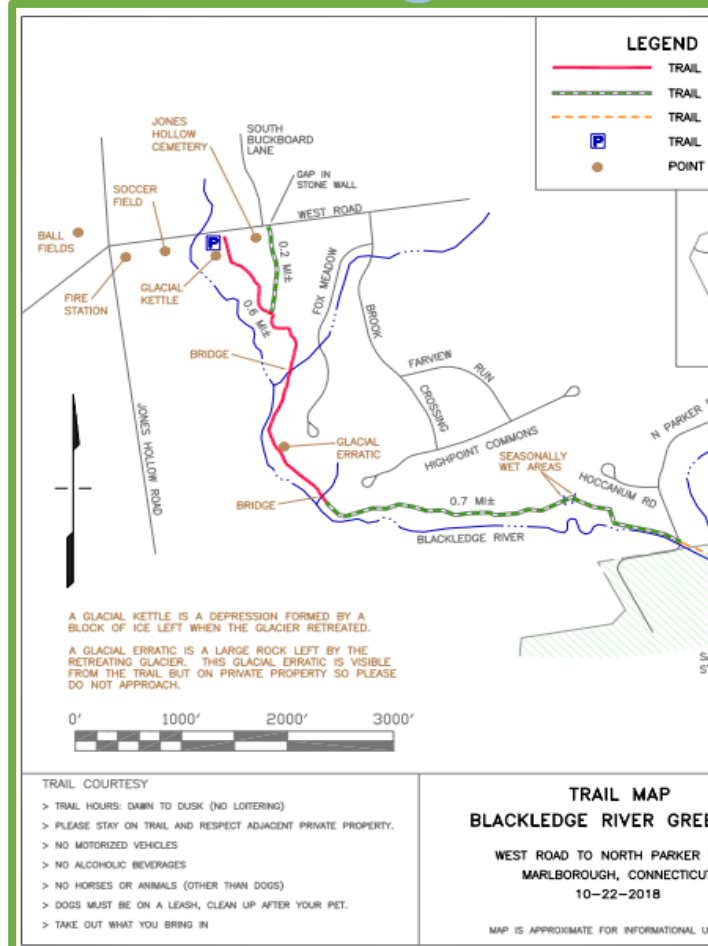 LEGEND
TRAIL
TRAIL
TRAIL
P
TRAIL
POINT
JONES
HOLLOW
CEMETERY
SOUTH
BUCKBOARD
LANE
GAP IN
STONE WALL
SOCCER
FIELD
WEST ROAD
BALL
FIELDS
P
FIRE
STATION
GLACIAL
KETTLE
0.2 MI±
FOX MEADOW
0.6 MI±
BROOK
CROSSING
BRIDGE
FARVIEW
RUN
JONES HOLLOW ROAD
GLACIAL
ERRATIC
HIGHPOINT COMMONS
N PARKER
SEASONALLY
WET AREAS
HOCCANUM RD
BRIDGE
0.7 MI±
BLACKLEDGE RIVER
A GLACIAL KETTLE IS A DEPRESSION FORMED BY A
BLOCK OF ICE LEFT WHEN THE GLACIER RETREATED.
A GLACIAL ERRATIC IS A LARGE ROCK LEFT BY THE
RETREATING GLACIER. THIS GLACIAL ERRATIC IS VISIBLE
FROM THE TRAIL BUT ON PRIVATE PROPERTY SO PLEASE
DO NOT APPROACH.
0' 1000' 2000' 3000'
TRAIL COURTESY
> TRAIL HOURS: DAWN TO DUSK (NO LOITERING)
> PLEASE STAY ON TRAIL AND RESPECT ADJACENT PRIVATE PROPERTY.
> NO MOTORIZED VEHICLES
> NO ALCOHOLIC BEVERAGES
> NO HORSES OR ANIMALS (OTHER THAN DOGS)
> DOGS MUST BE ON A LEASH, CLEAN UP AFTER YOUR PET.
> TAKE OUT WHAT YOU BRING IN
TRAIL MAP
BLACKLEDGE RIVER GREE
WEST ROAD TO NORTH PARKER
MARLBOROUGH, CONNECTICU
10-22-2018
MAP IS APPROXIMATE FOR INFORMATIONAL U